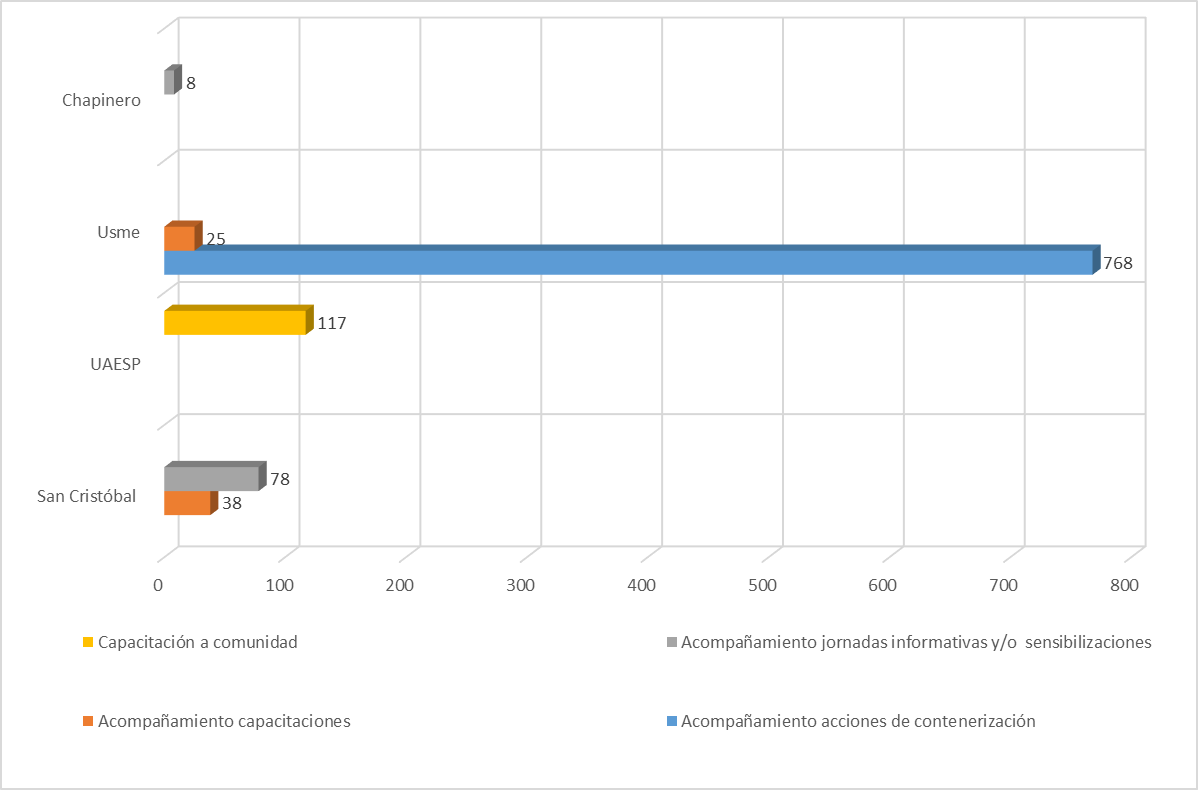 Chapinero
8
Usme
25
768
UAESP
117
San Cristóbal
78
38
0 100 200 300 400 500 600 700 800
Capitación a comunidad
Acompañamiento jornadas informativas y/o sensibilizaciones
Acompañamiento capacitaciones
Acompañamiento acciones de contenerización